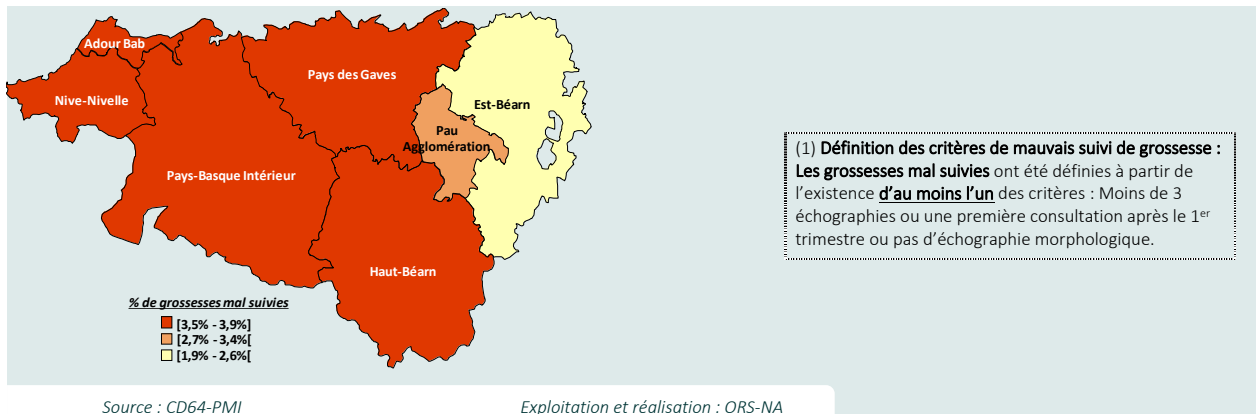 Adour Bab
Nive-Nivelle
Pays des Gaves
Est-Béarn
Pau
Agglomération
Pays-Basque Intérieur
Haut-Béarn
% de grossesses mal suivies
[3,5% - 3,9%]
[2,7% - 3,4%[
[1,9% - 2,6%[
(1) Définition des critères de mauvais suivi de grossesse :
Les grossesses mal suivies ont été définies à partir de
l'existence d'au moins l'un des critères : Moins de 3
échographies ou une première consultation après le 1er
trimestre ou pas d'échographie morphologique.
Source : CD64-PMI
Exploitation et réalisation : ORS-NA